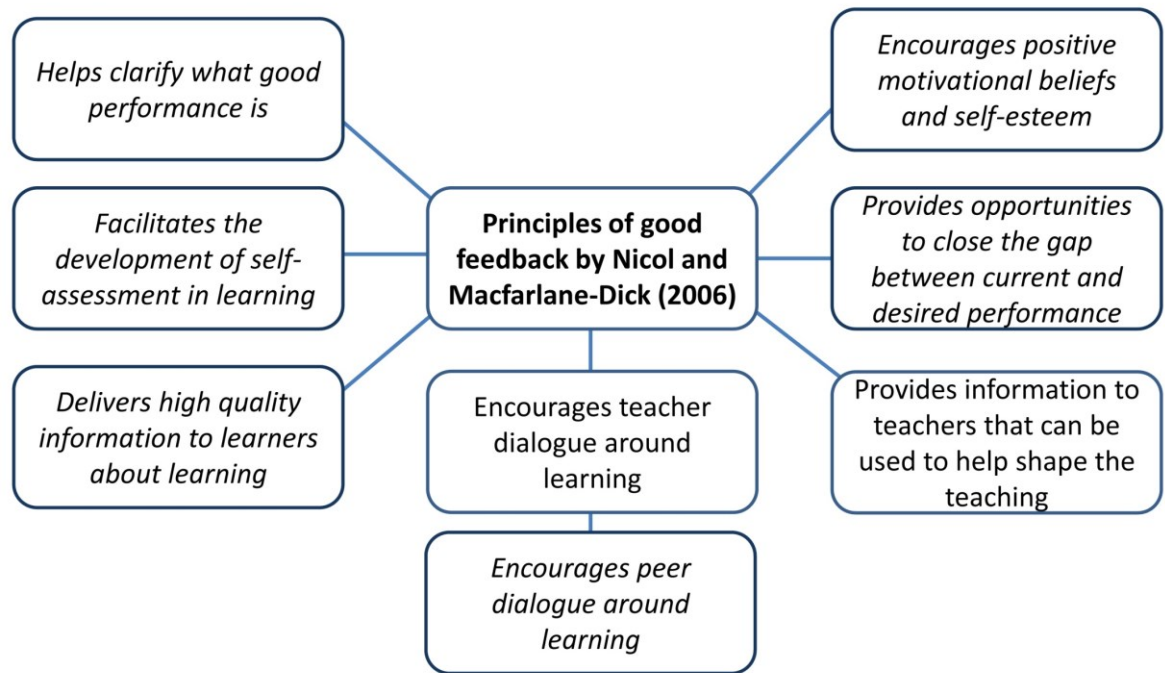 Helps clarify what good
performance is
Facilitates the
development of self-
assessment in learning
Delivers high quality
information to learners
about learning
Principles of good
feedback by Nicol and
Macfarlane-Dick (2006)
Encourages teacher
dialogue around
learning
Encourages peer
dialogue around
learning
Encourages positive
motivational beliefs
and self-esteem
Provides opportunities
to close the gap
between current and
desired performance
Provides information to
teachers that can be
used to help shape the
teaching